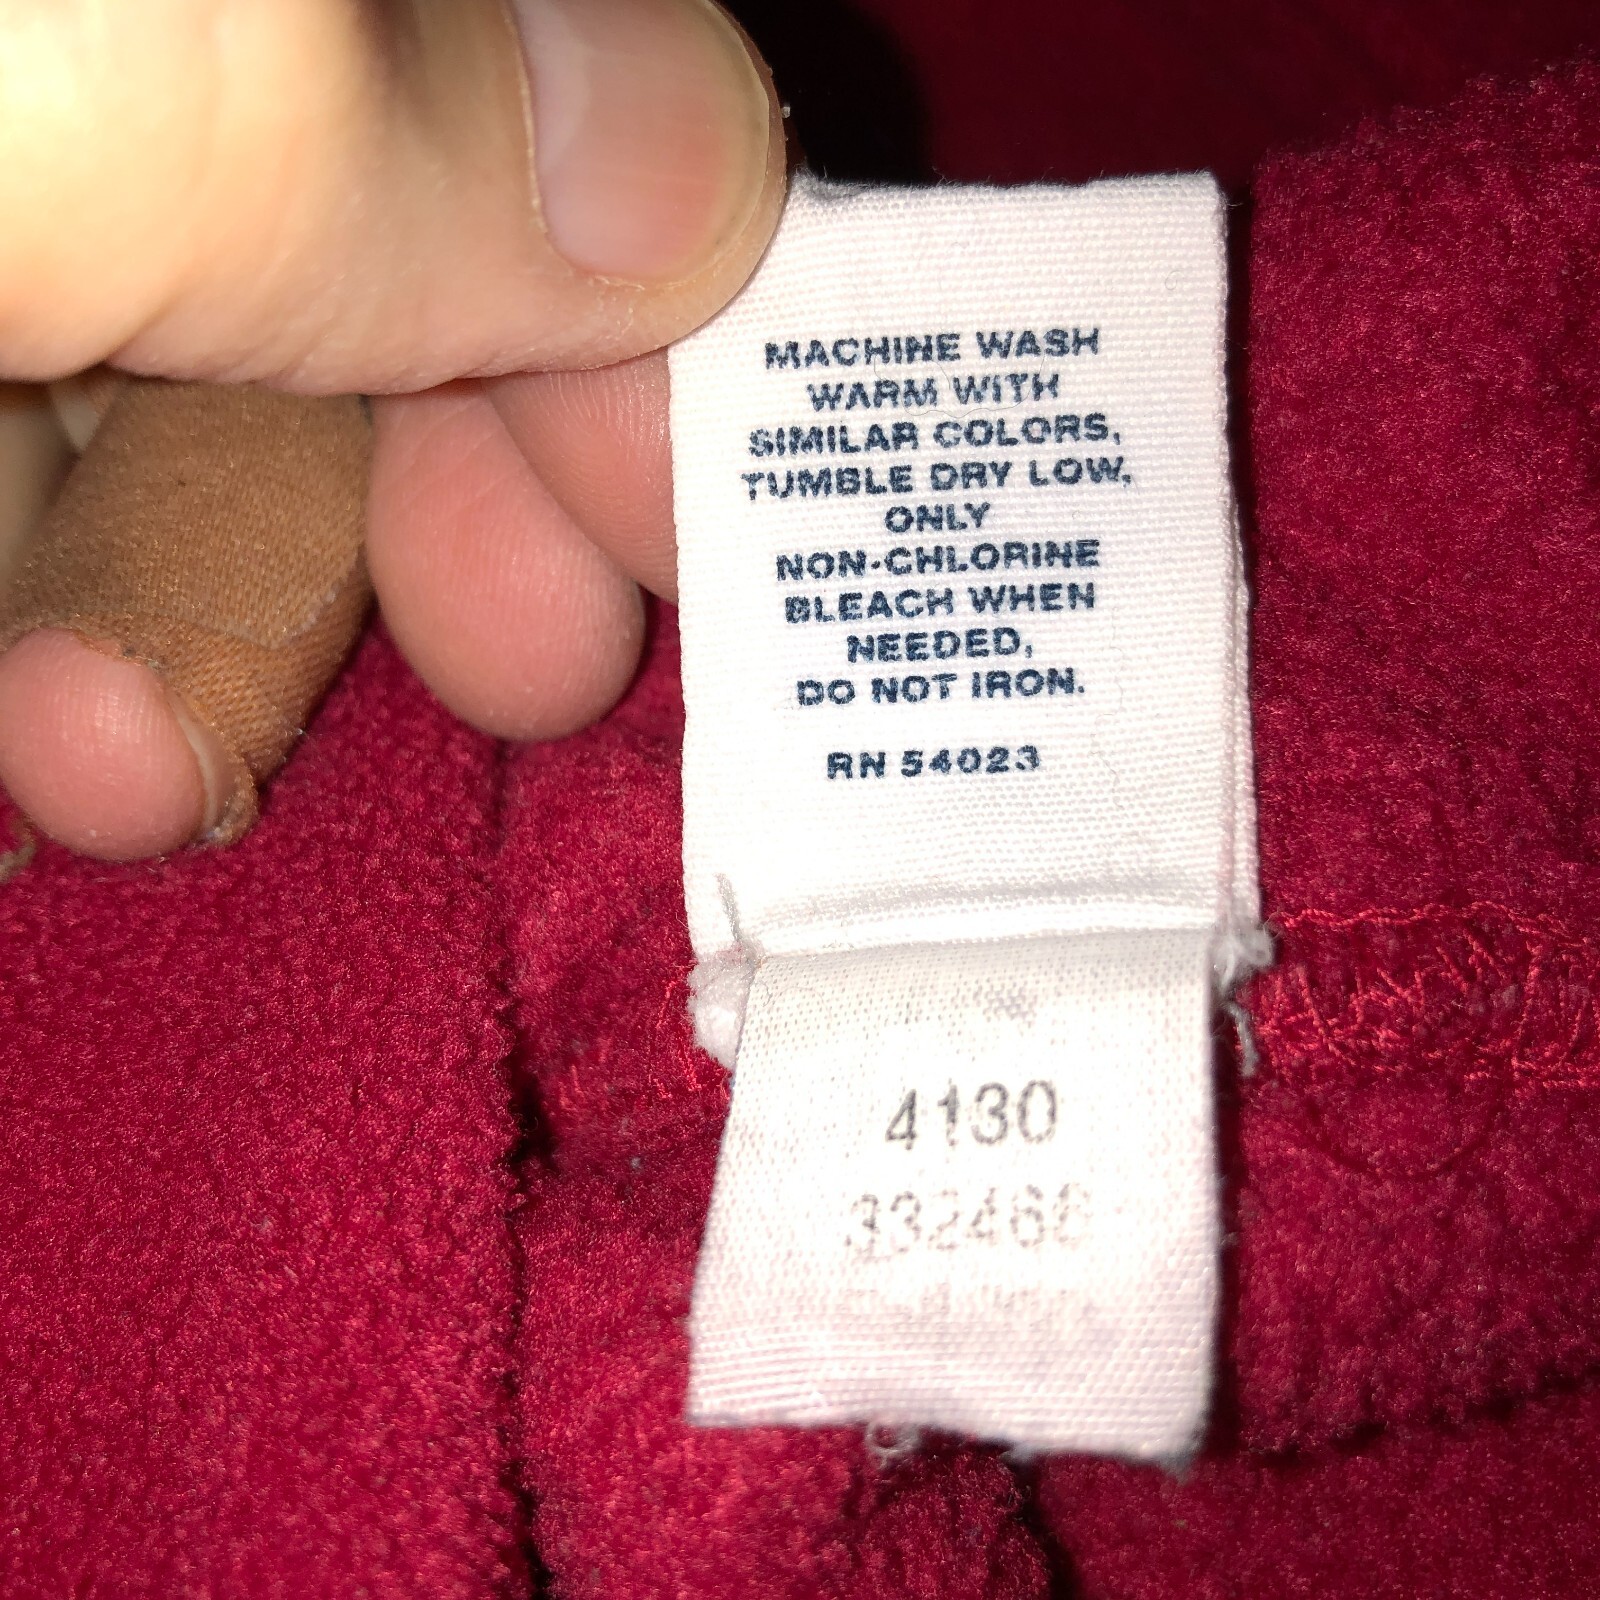 MACHINE WASH
WARM WITH
SIMILAR COLORS,
TUMBLE DRY LOW,
ONLY
NON-CHLORINE
BLEACH WHEN
NEEDED,
DO NOT IRON.
RN 54023
4130
332466